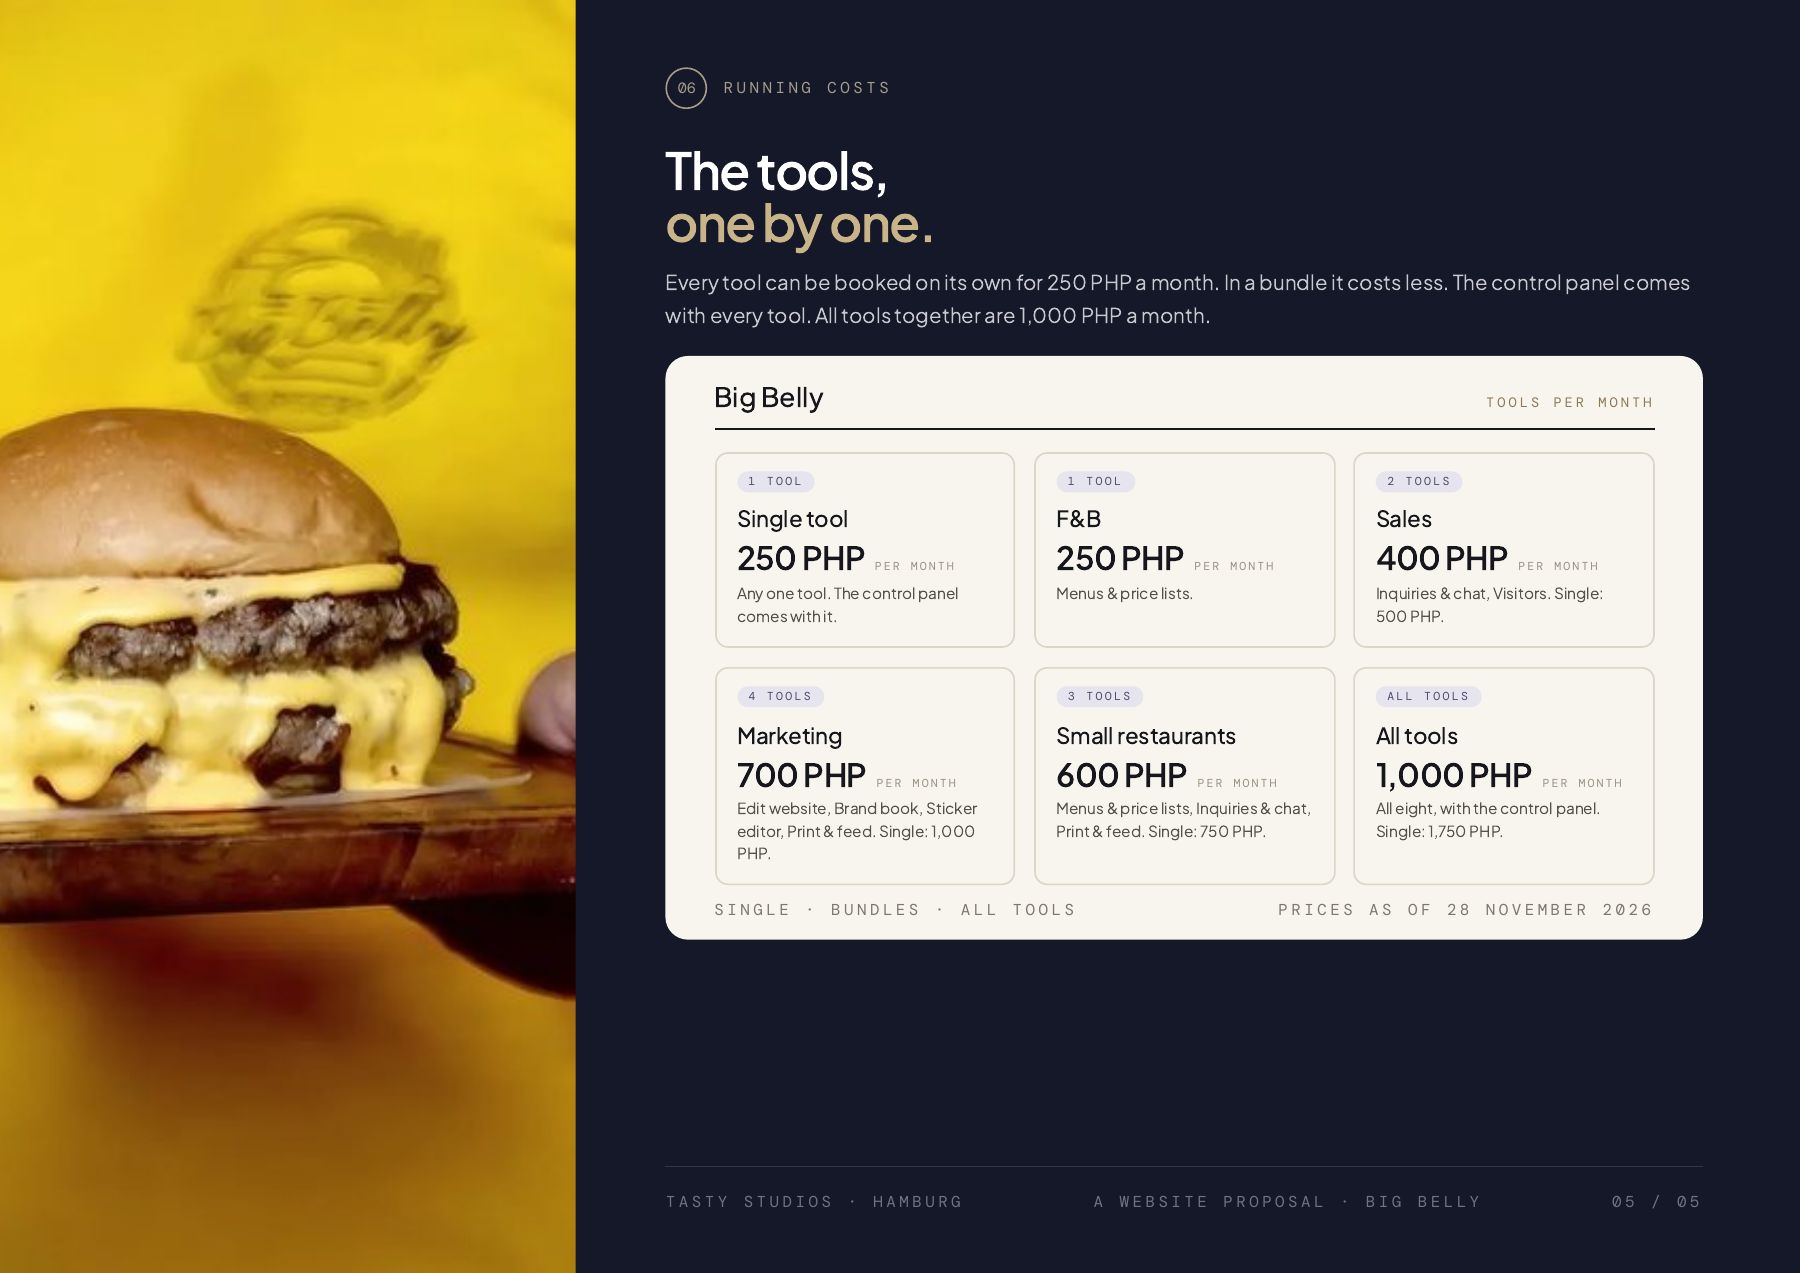 Big Belly
06 RUNNING COSTS
The tools,
one by one.
Every tool can be booked on its own for 250 PHP a month. In a bundle it costs less. The control panel comes
with every tool. All tools together are 1,000 PHP a month.
Big Belly
TOOLS PER MONTH
1 TOOL
Single tool
250 PHP PER MONTH
Any one tool. The control panel
comes with it.
1 TOOL
F&B
250 PHP PER MONTH
Menus & price lists.
2 TOOLS
Sales
400 PHP PER MONTH
Inquiries & chat, Visitors. Single:
500 PHP.
4 TOOLS
Marketing
700 PHP PER MONTH
Edit website, Brand book, Sticker
editor, Print & feed. Single: 1,000
PHP.
3 TOOLS
Small restaurants
600 PHP PER MONTH
Menus & price lists, Inquiries & chat,
Print & feed. Single: 750 PHP.
ALL TOOLS
All tools
1,000 PHP PER MONTH
All eight, with the control panel.
Single: 1,750 PHP.
SINGLE · BUNDLES · ALL TOOLS
PRICES AS OF 28 NOVEMBER 2026
TASTY STUDIOS · HAMBURG
A WEBSITE PROPOSAL · BIG BELLY
05 / 05